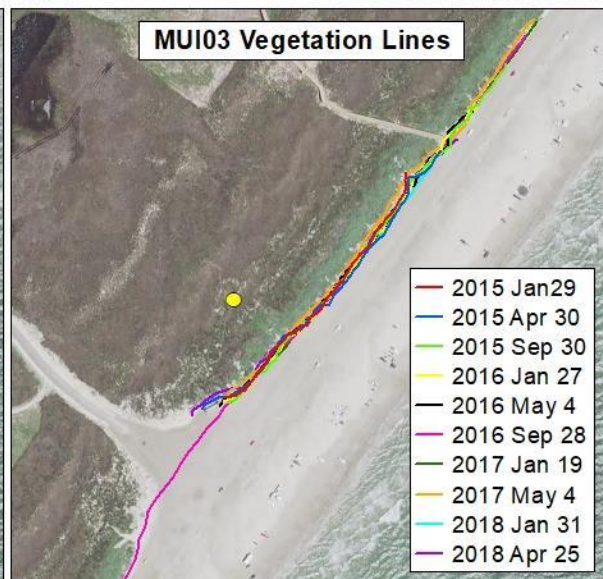 MUI03 Vegetation Lines
2015 Jan29
2015 Apr 30
2015 Sep 30
2016 Jan 27
2016 May 4
2016 Sep 28
2017 Jan 19
2017 May 4
2018 Jan 31
2018 Apr 25